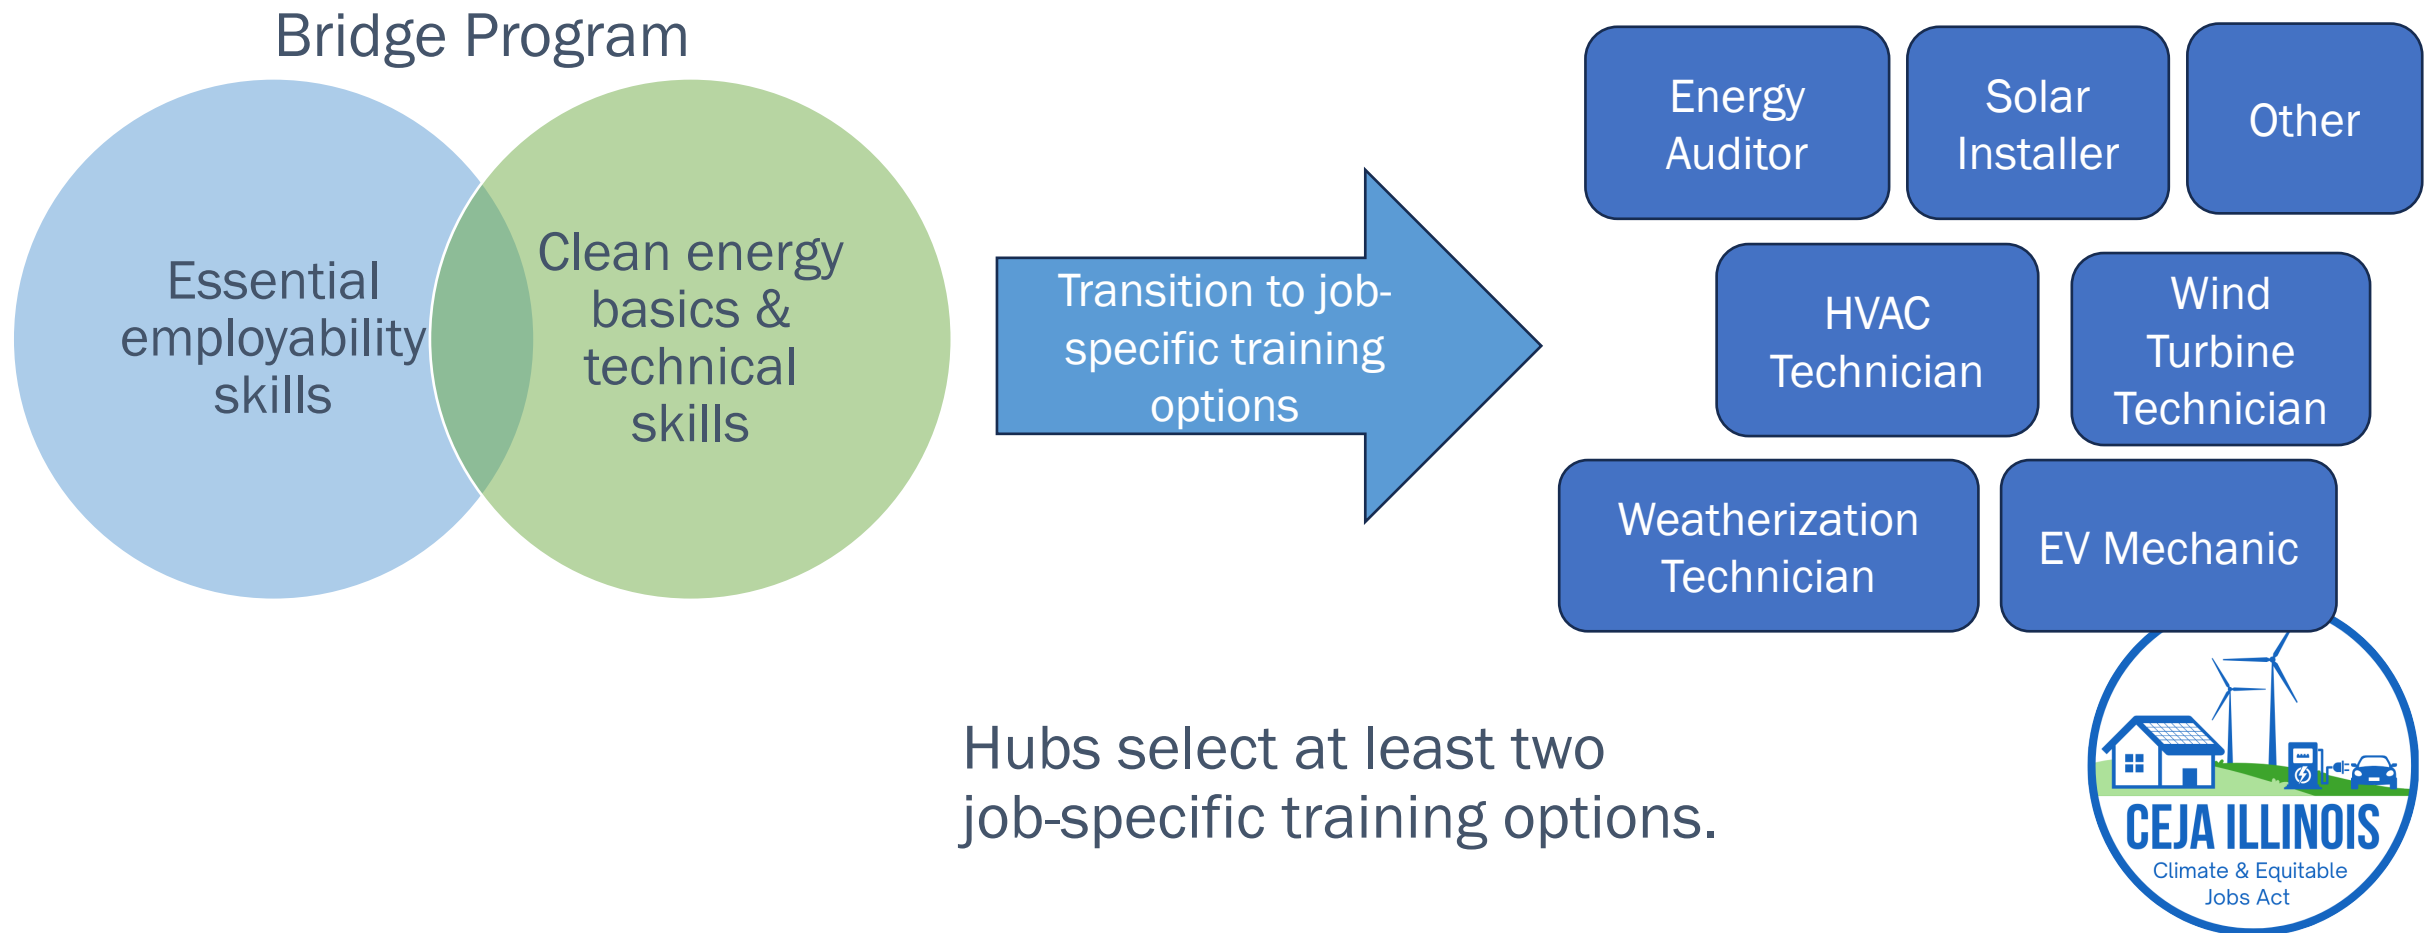 Bridge Program
Essential
employability
skills
Clean energy
basics &
technical
skills
Transition to job-
specific training
options
Energy
Auditor
Solar
Installer
Other
HVAC
Technician
Wind
Turbine
Technician
Weatherization
Technician
EV Mechanic
Hubs select at least two
job-specific training options.
CEJA ILLINOIS
Climate & Equitable
Jobs Act